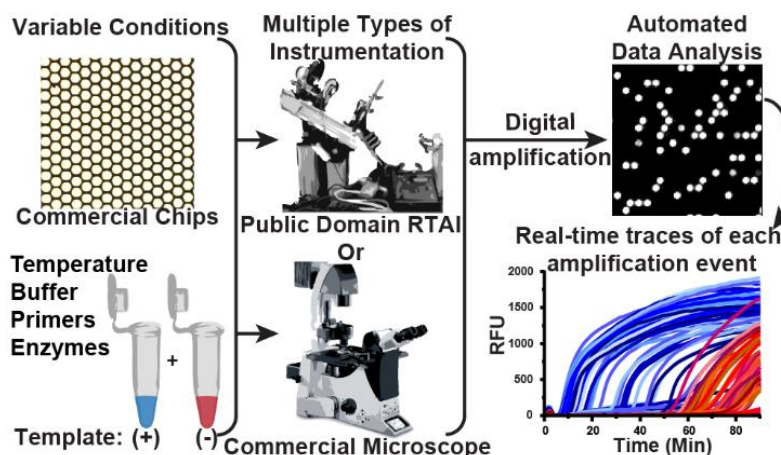 Variable Conditions
Commercial Chips
Temperature
Buffer
Primers
Enzymes
+
Template: (+) (-)
Multiple Types of
Instrumentation
Public Domain RTAI
Or
Commercial Microscope
Digital
amplification
Automated
Data Analysis
Real-time traces of each
amplification event
2000
1500
1000
500
0
RFU
0 20 40 60 80
Time (Min)